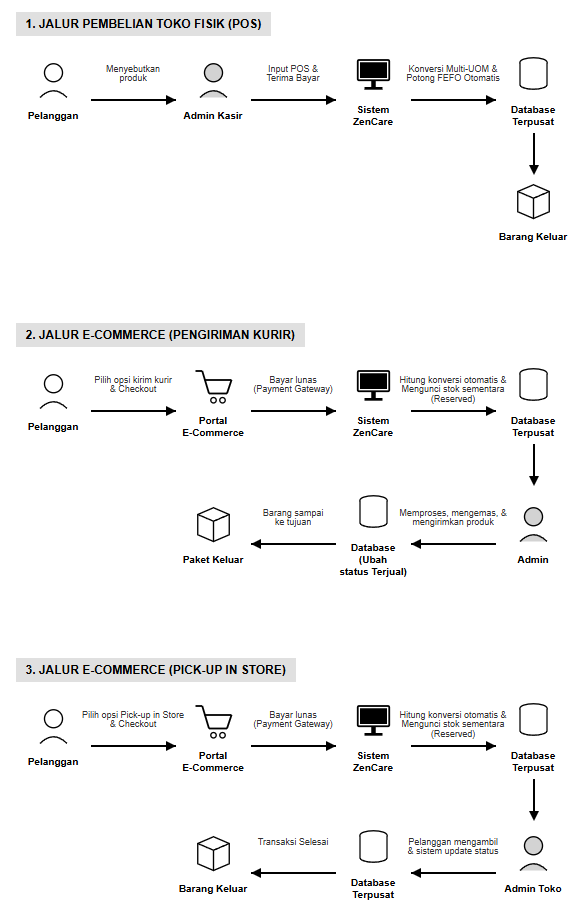 1. JALUR PEMBELIAN TOKO FISIK (POS)
Menyebutkan
produk
Input POS &
Terima Bayar
Konversi Multi-UOM &
Potong FEFO Otomatis
Pelanggan
Admin Kasir
Sistem
ZenCare
Database
Terpusat
Barang Keluar
2. JALUR E-COMMERCE (PENGIRIMAN KURIR)
Pilih opsi kirim kurir
& Checkout
Bayar lunas
(Payment Gateway)
Hitung konversi otomatis &
Mengunci stok sementara
(Reserved)
Pelanggan
Portal
E-Commerce
Sistem
ZenCare
Database
Terpusat
Barang sampai
ke tujuan
Memproses, mengemas, &
mengirimkan produk
Paket Keluar
Database
(Ubah
status Terjual)
Admin
3. JALUR E-COMMERCE (PICK-UP IN STORE)
Pilih opsi Pick-up in Store
& Checkout
Bayar lunas
(Payment Gateway)
Hitung konversi otomatis &
Mengunci stok sementara
(Reserved)
Pelanggan
Portal
E-Commerce
Sistem
ZenCare
Database
Terpusat
Transaksi Selesai
Pelanggan mengambil
& sistem update status
Barang Keluar
Database
Terpusat
Admin Toko